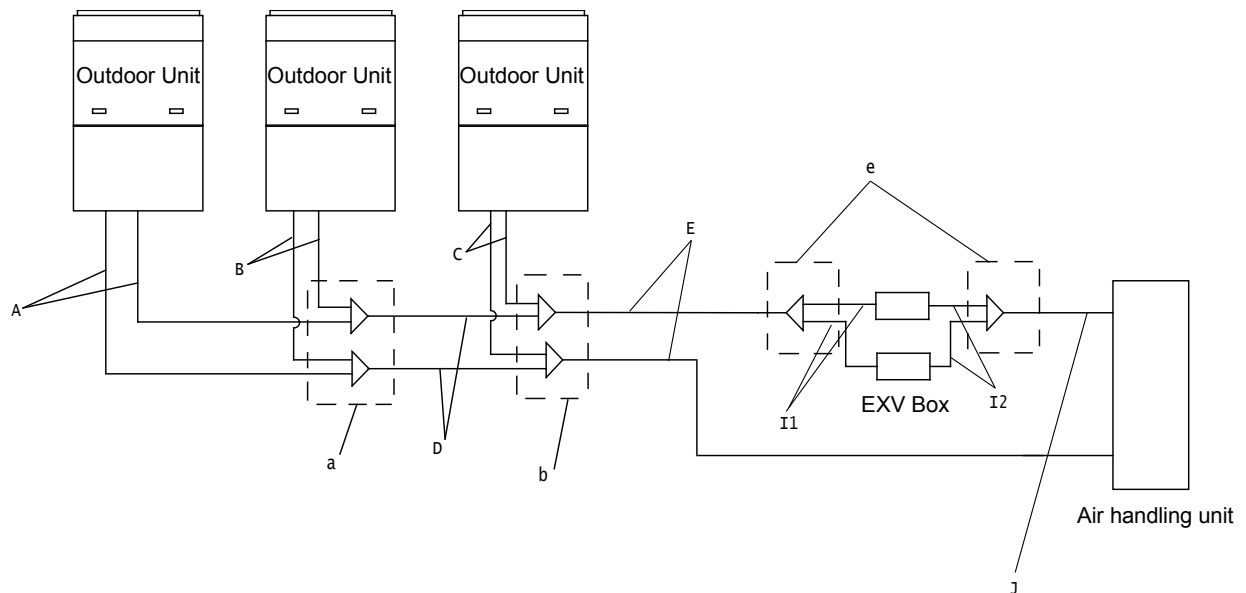 Outdoor Unit
Outdoor Unit
Outdoor Unit
e
E
C
B
A
EXV Box
I1
I2
D
a
b
Air handling unit
J